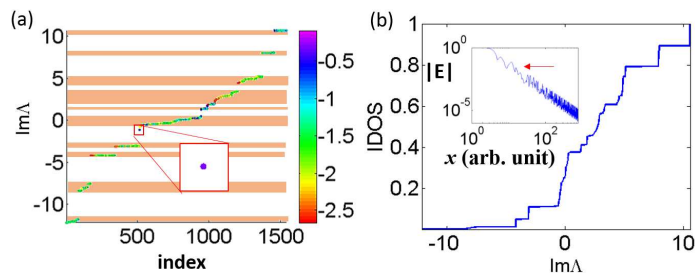 (a)
ImΛ
10
5
0
-5
-10
500 1000 1500
index
-0.5
-1
-1.5
-2
-2.5
(b)
IDOS
1
0.8
0.6
0.4
0.2
-10 0 10
ImΛ
|E|
10^0
10^-5
10^0 10^2
x (arb. unit)